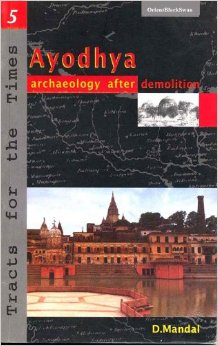 5
OrientBlackSwan
Tracts for the Times
Ayodhya
archaeology after demolition
D.Mandal